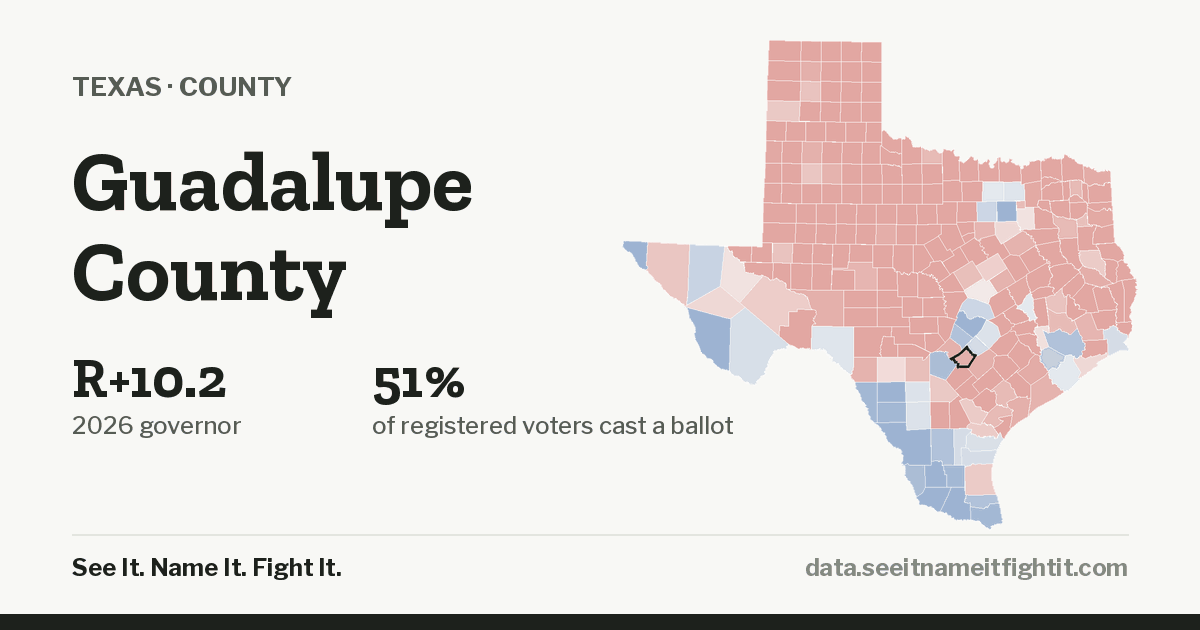 TEXAS · COUNTY
Guadalupe
County
R+10.2
2026 governor
51%
of registered voters cast a ballot
See It. Name It. Fight It.
data.seeitnameitfightit.com